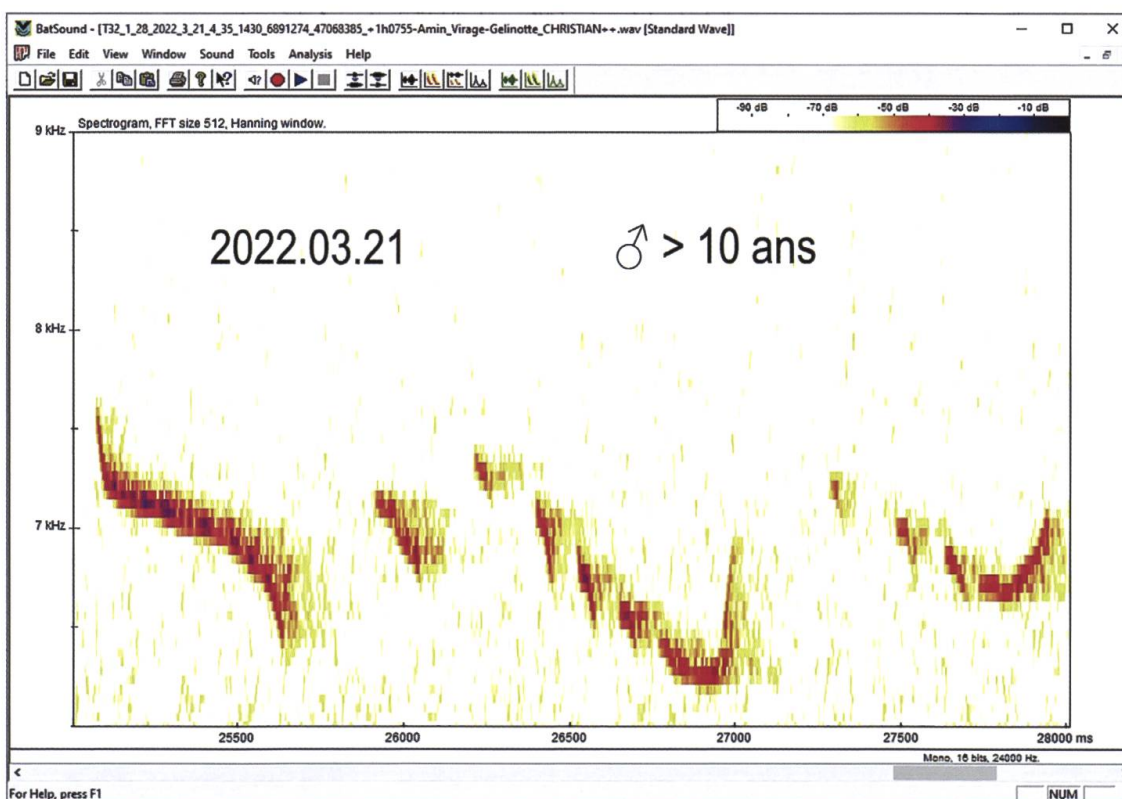 BatSound - [T32_1_28_2022_3_21_4_35_1430_6891274_47068385_+1h0755-Amin_Virage-Gelinotte_CHRISTIAN++.wav [Standard Wave]]
File Edit View Window Sound Tools Analysis Help
-90 dB -70 dB -50 dB -30 dB -10 dB
Spectrogram, FFT size 512, Hanning window.
9 kHz
2022.03.21 ♂ > 10 ans
8 kHz
7 kHz
25500 26000 26500 27000 27500 28000 ms
Mono, 16 bits, 24000 Hz.
For Help, press F1 NUM